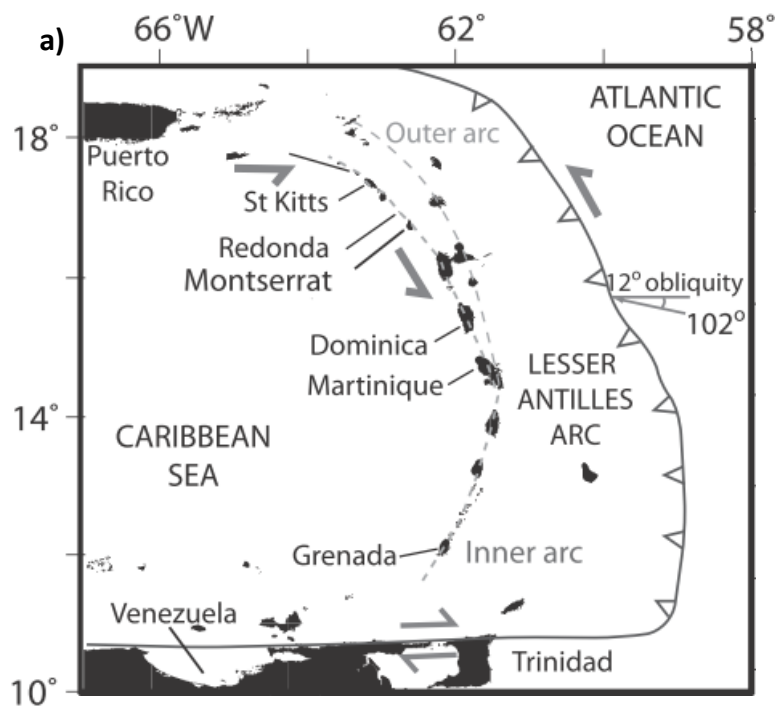 a)
66°W
62°
58°
18°
14°
10°
ATLANTIC
OCEAN
Outer arc
Puerto
Rico
St Kitts
Redonda
Montserrat
12° obliquity
102°
Dominica
Martinique
LESSER
ANTILLES
ARC
CARIBBEAN
SEA
Grenada
Inner arc
Venezuela
Trinidad